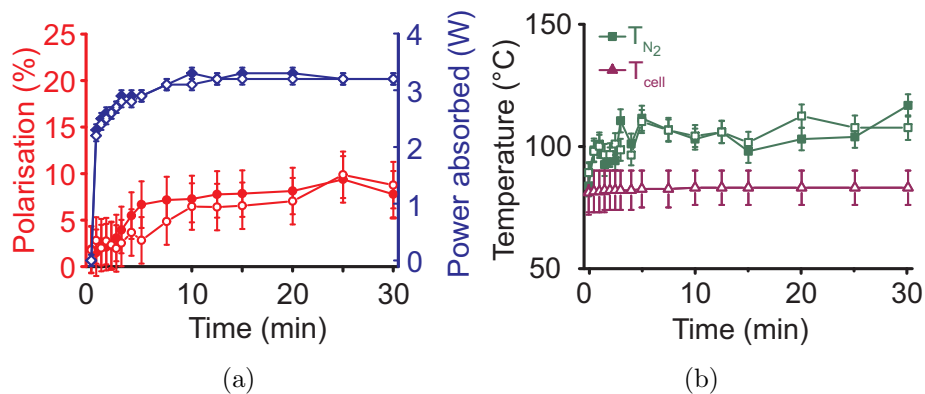 25
20
15
10
5
0
Polarisation (%)
4
3
2
1
0
Power absorbed (W)
0 10 20 30
Time (min)
(a)
T_N₂
T_cell
150
100
50
Temperature (°C)
0 10 20 30
Time (min)
(b)